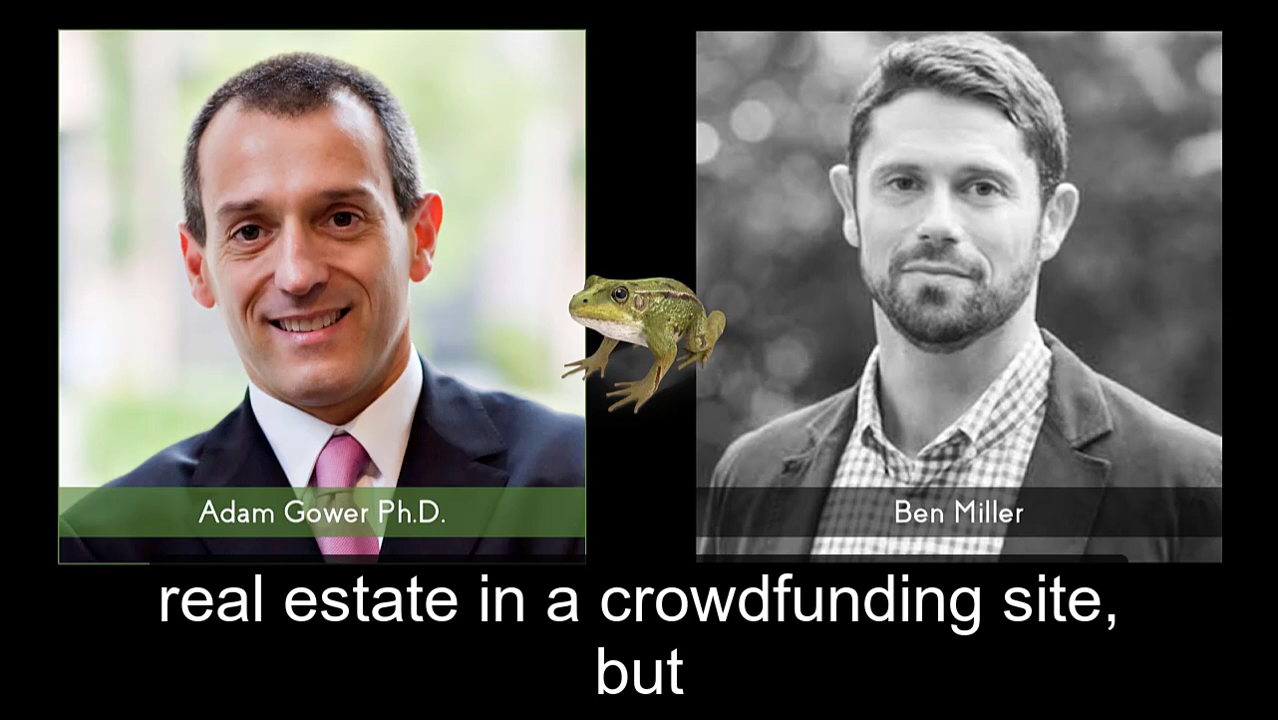 Adam Gower Ph.D.
Ben Miller
real estate in a crowdfunding site,
but